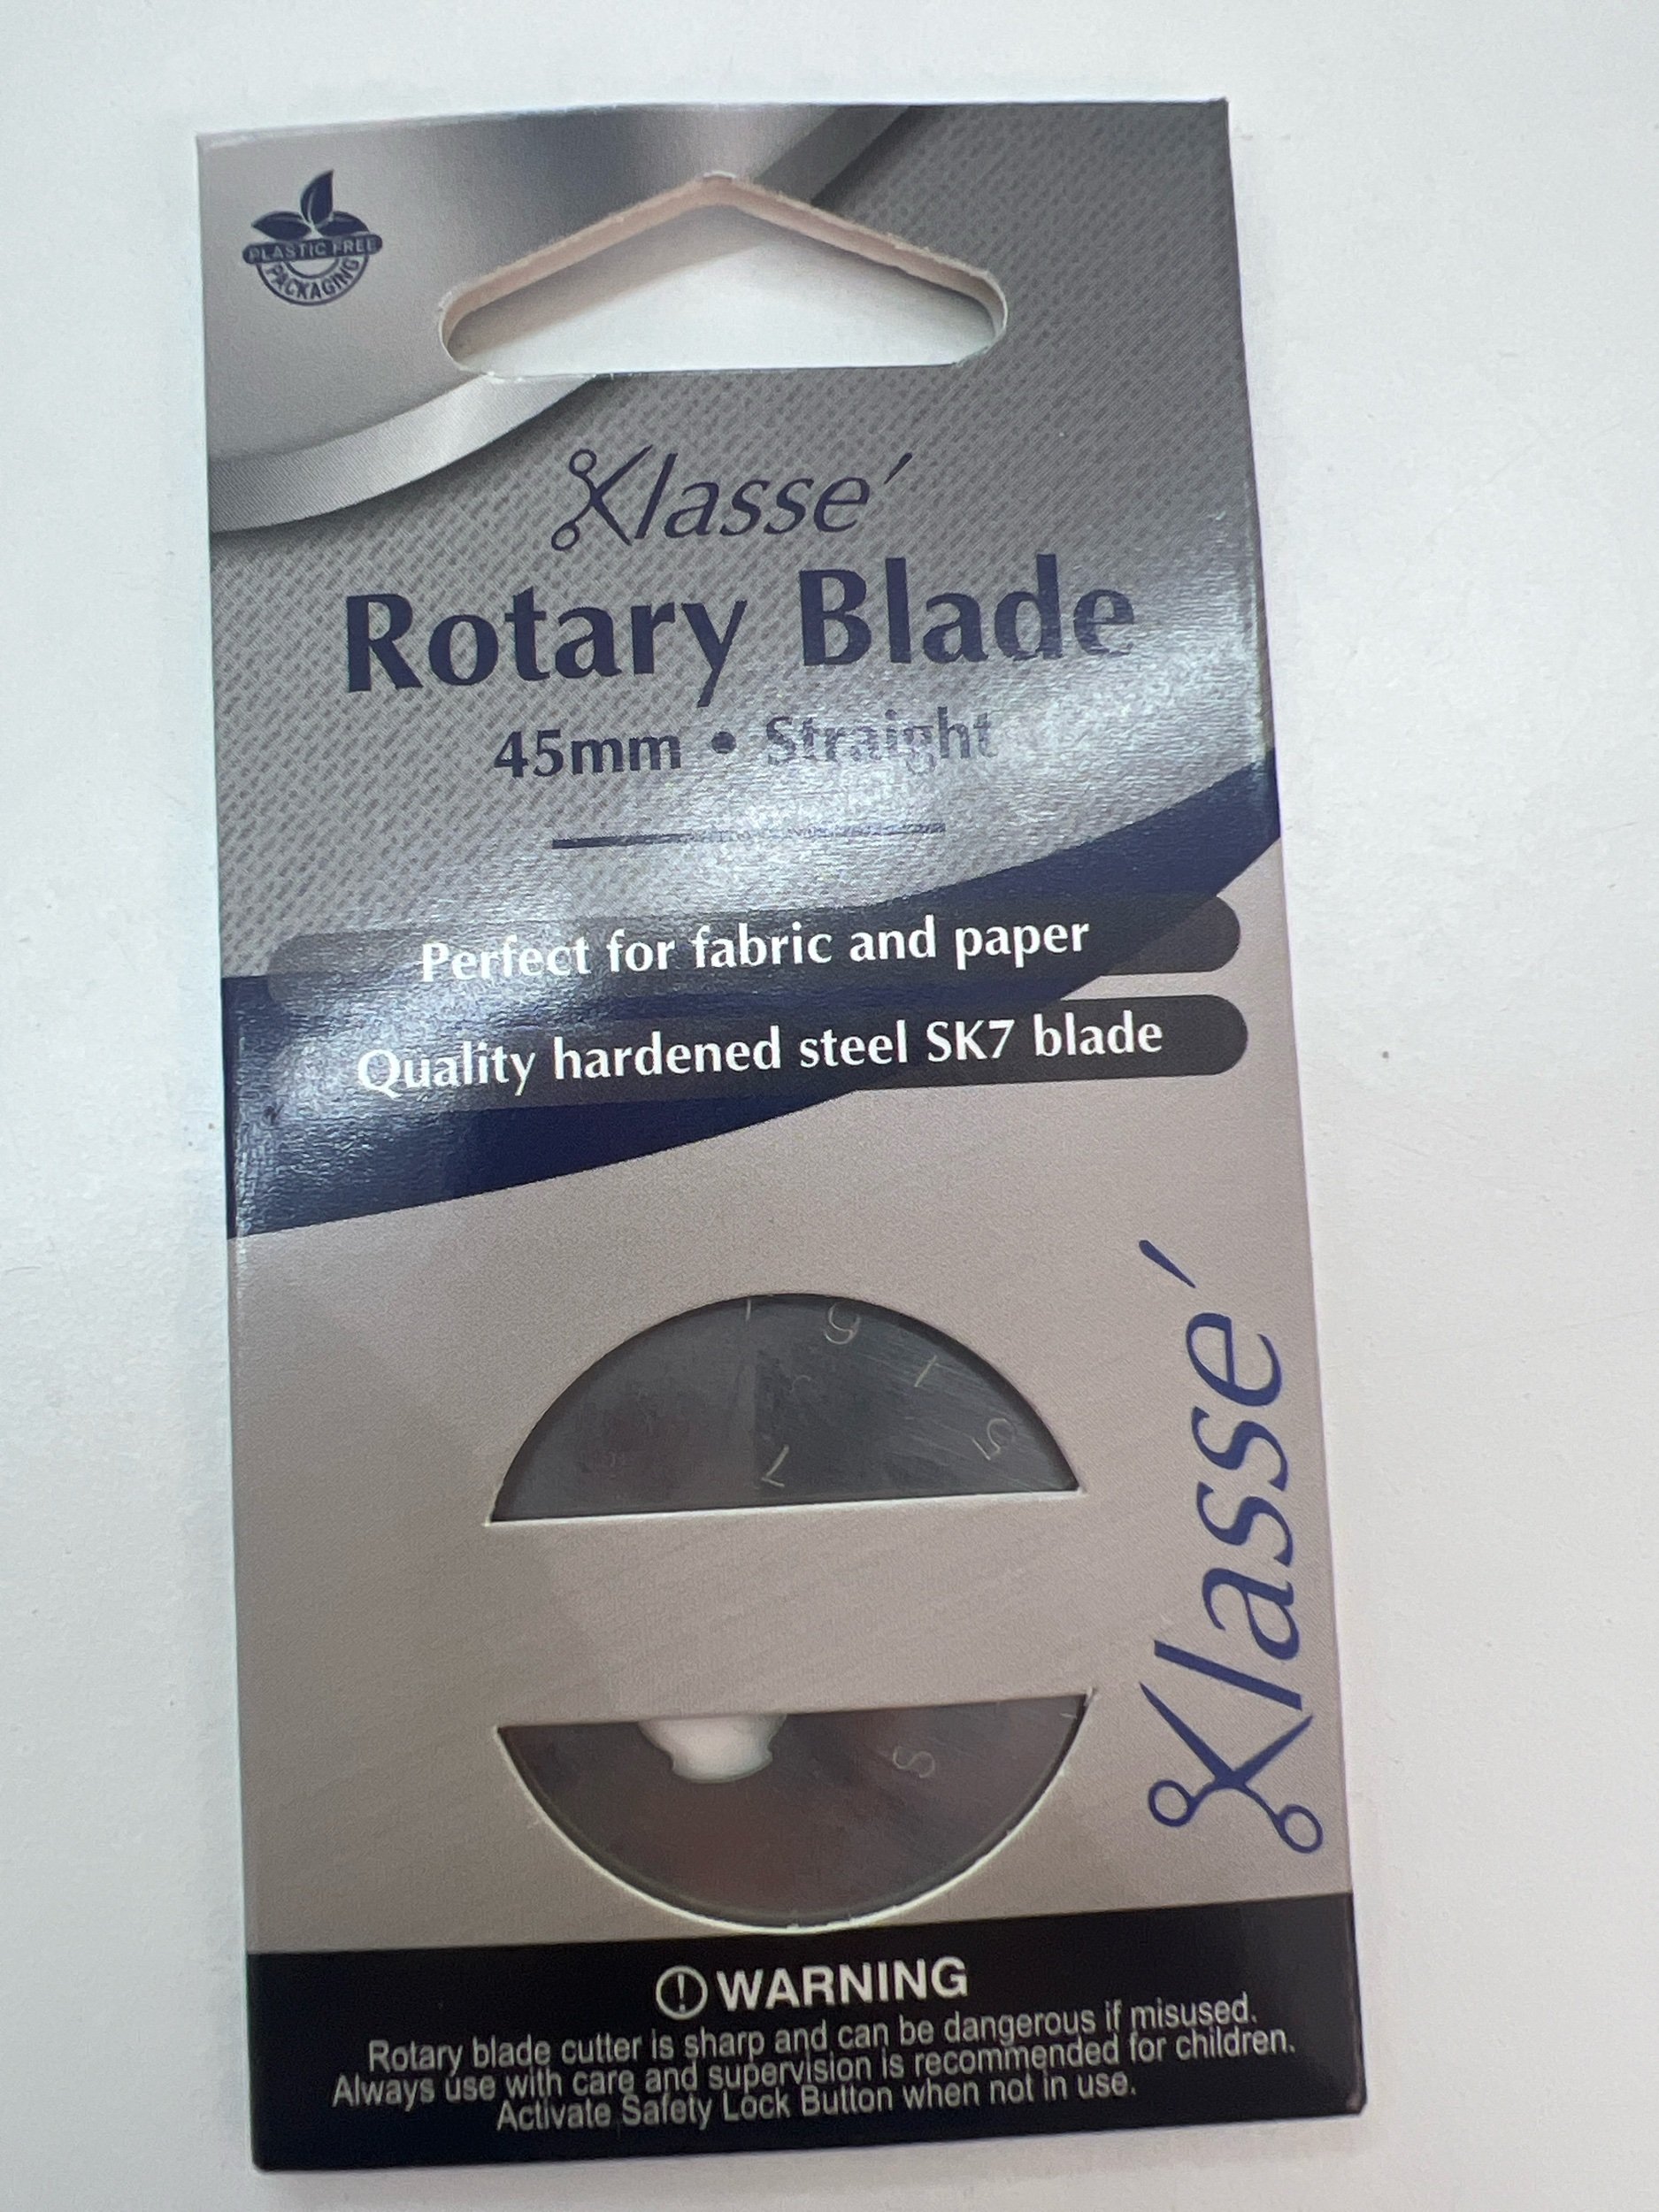 PLASTIC FREE
PACKAGING
Klassé
Rotary Blade
45mm • Straight
Perfect for fabric and paper
Quality hardened steel SK7 blade
Klassé
WARNING
Rotary blade cutter is sharp and can be dangerous if misused.
Always use with care and supervision is recommended for children.
Activate Safety Lock Button when not in use.